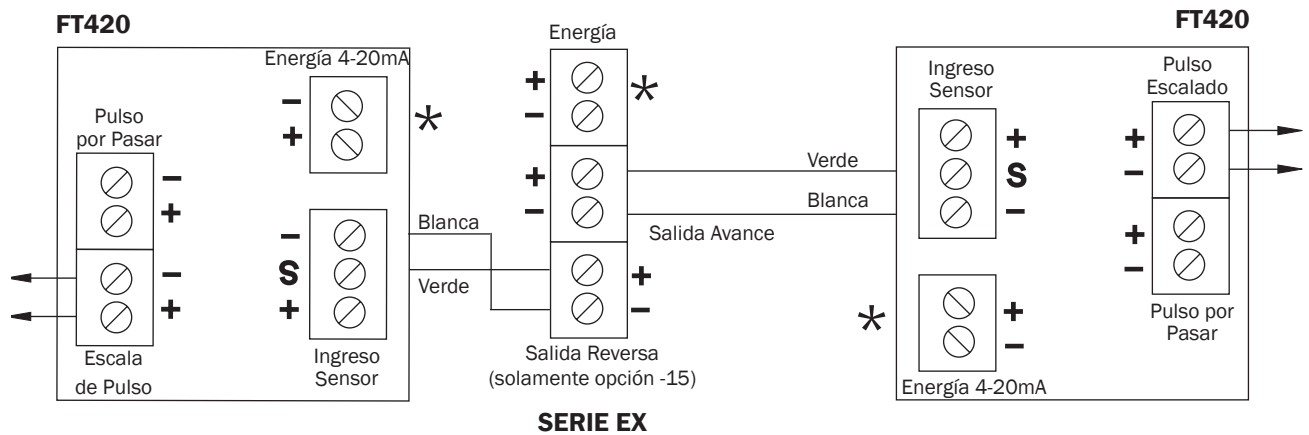 FT420
Energía 4-20mA
−
+
*
Pulso
por Pasar
−
+
−
+
Escala
de Pulso
−
S
+
Ingreso
Sensor
Blanca
Verde
Energía
+
−
*
+
−
Salida Avance
+
−
Salida Reversa
(solamente opción -15)
SERIE EX
Verde
Blanca
FT420
Ingreso
Sensor
+
S
−
Pulso
Escalado
+
−
+
−
Pulso por
Pasar
*
+
−
Energía 4-20mA